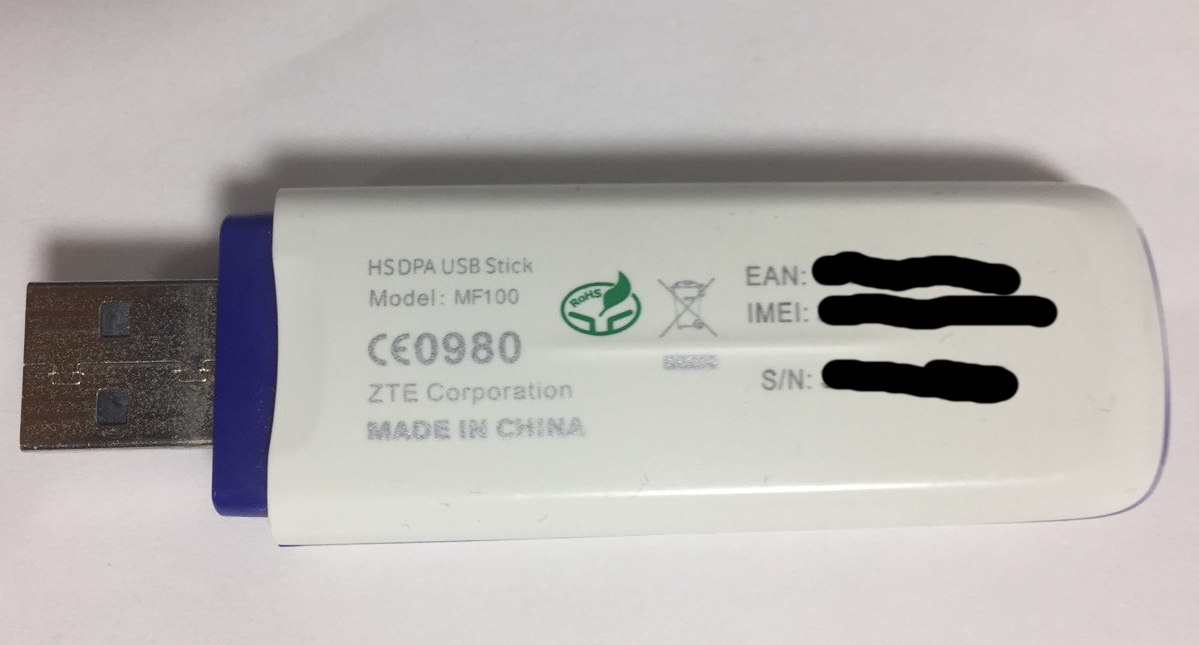 HSDPA USB Stick
Model: MF100
CE0980
ZTE Corporation
MADE IN CHINA
RoHS
EAN:
IMEI:
S/N: